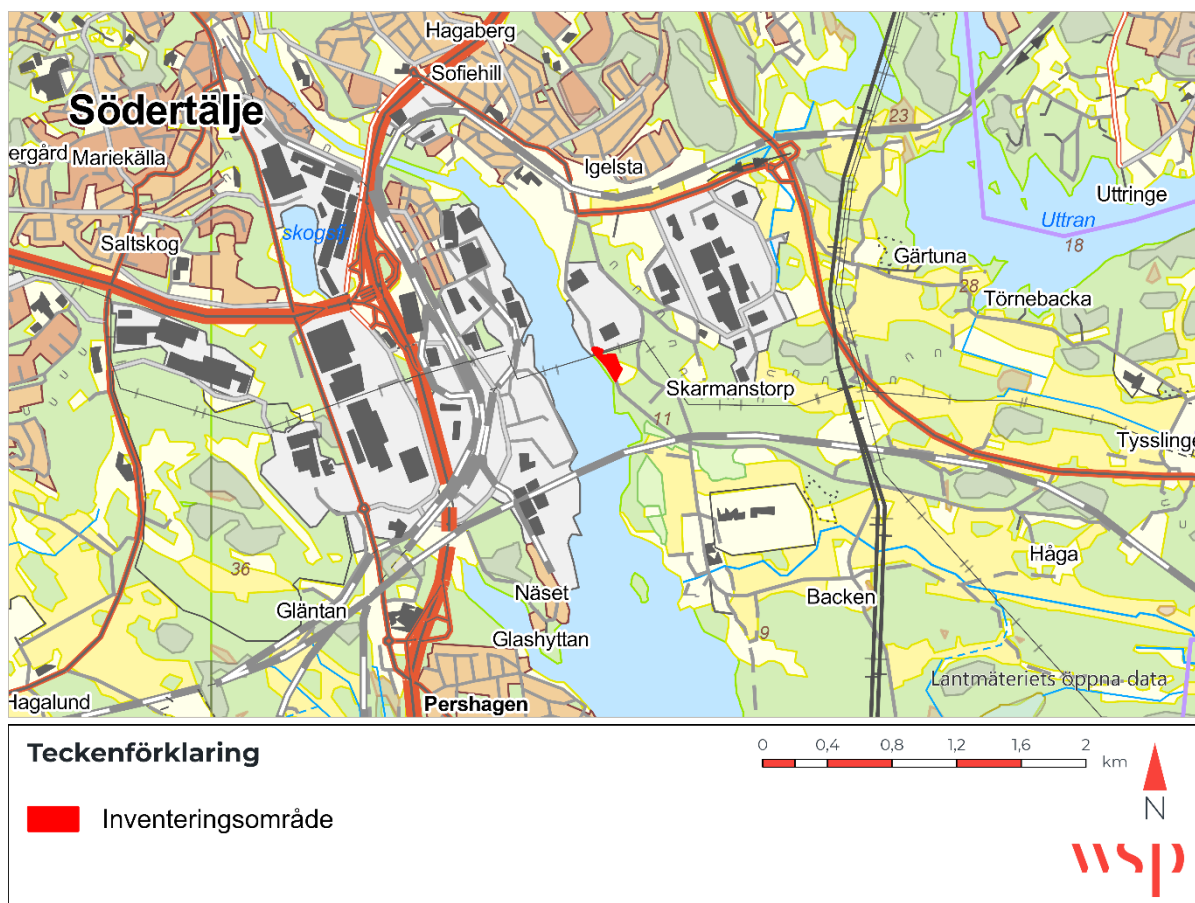 Hagaberg
Sofiehill
Södertälje
ergård Mariekälla
Igelsta
23
Uttringe
Uttran
18
Saltskog
skogssj
Gärtuna
28
Törnebacka
Skarmanstorp
11
Tysslinge
36
Håga
Näset
Backen
Gläntan
9
Glashyttan
Lantmäteriets öppna data
Hagalund
Pershagen
Teckenförklaring
0 0,4 0,8 1,2 1,6 2
km
Inventeringsområde
N
wsp